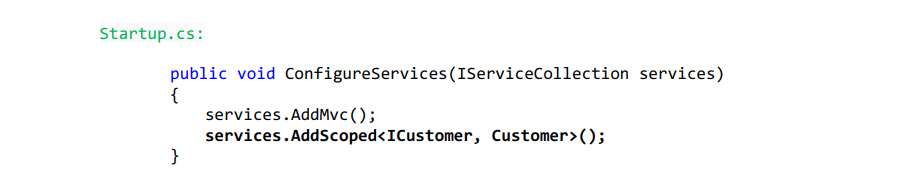 Startup.cs:
public void ConfigureServices(IServiceCollection services)
{
services.AddMvc();
services.AddScoped<ICustomer, Customer>();
}